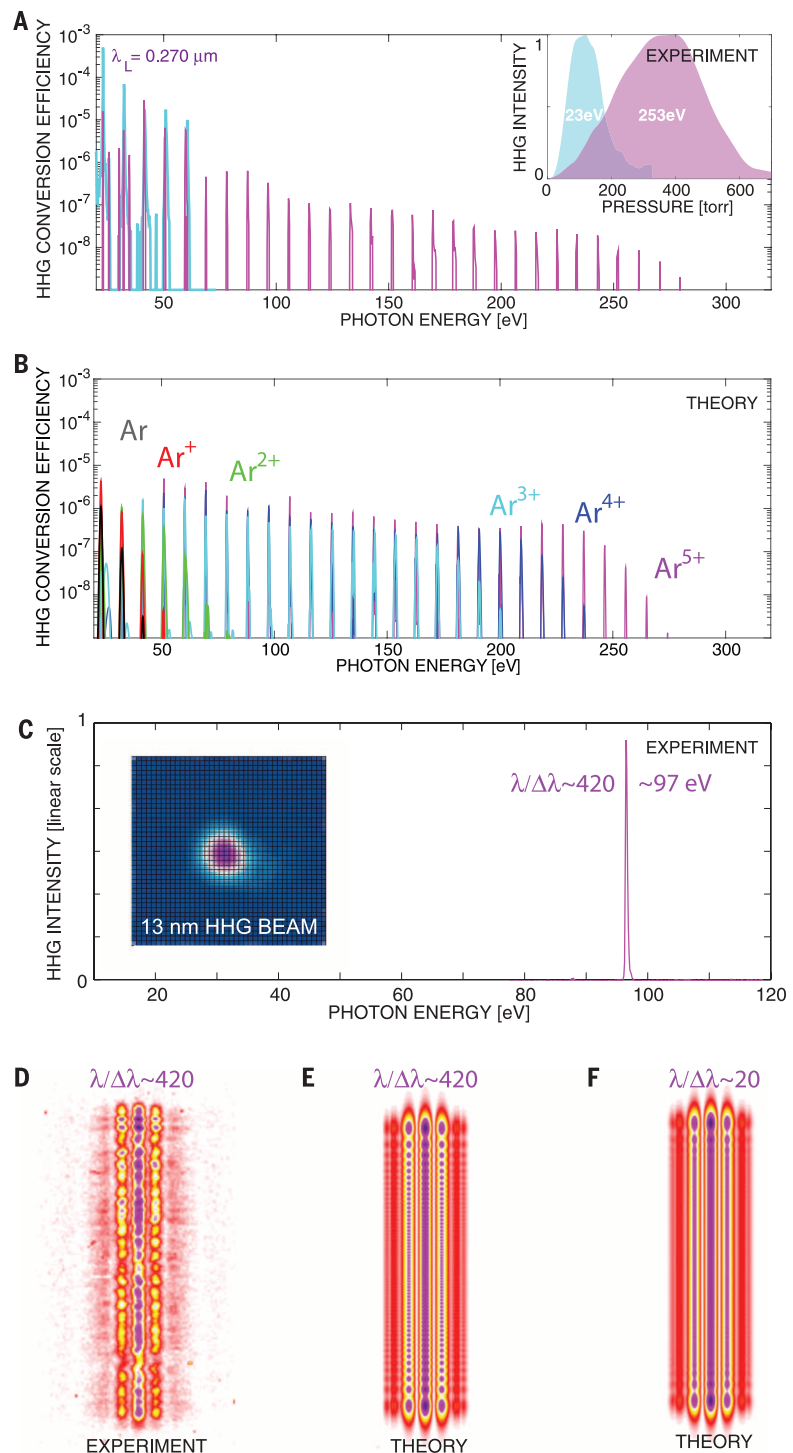 A
λL = 0.270 μm
HHG CONVERSION EFFICIENCY
10-3
10-4
10-5
10-6
10-7
10-8
50
100
150
200
250
300
PHOTON ENERGY [eV]
EXPERIMENT
HHG INTENSITY
1
0
23eV
253eV
0
200
400
600
PRESSURE [torr]
B
THEORY
HHG CONVERSION EFFICIENCY
10-3
10-4
10-5
10-6
10-7
10-8
Ar
Ar+
Ar2+
Ar3+
Ar4+
Ar5+
50
100
150
200
250
300
PHOTON ENERGY [eV]
C
EXPERIMENT
HHG INTENSITY [linear scale]
1
0
λ/Δλ~420
~97 eV
13 nm HHG BEAM
20
40
60
80
100
120
PHOTON ENERGY [eV]
D
λ/Δλ~420
EXPERIMENT
E
λ/Δλ~420
THEORY
F
λ/Δλ~20
THEORY